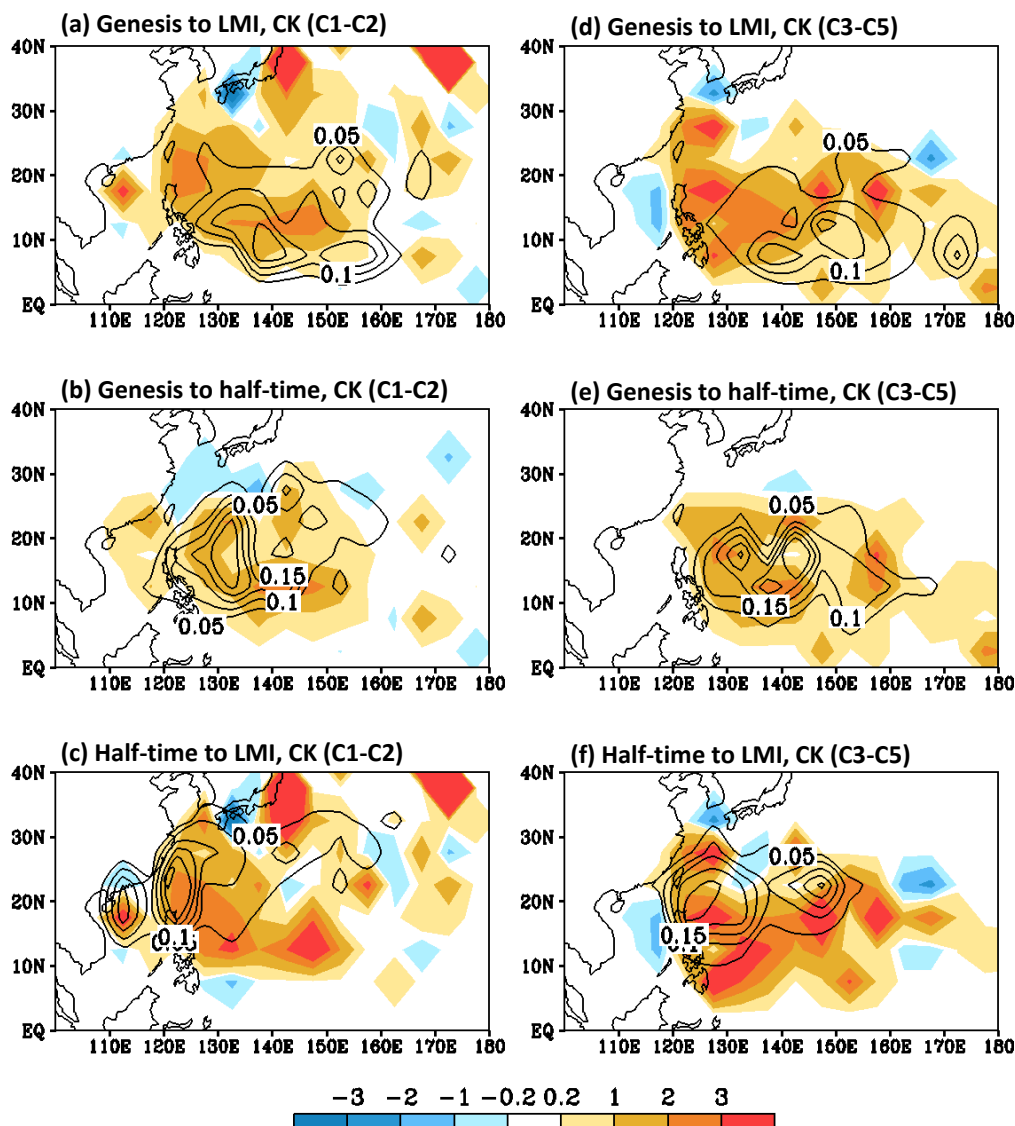 (a) Genesis to LMI, CK (C1-C2)
40N
30N
20N
10N
EQ
0.05
0.1
110E 120E 130E 140E 150E 160E 170E 180
(d) Genesis to LMI, CK (C3-C5)
40N
30N
20N
10N
EQ
0.05
0.1
110E 120E 130E 140E 150E 160E 170E 180
(b) Genesis to half-time, CK (C1-C2)
40N
30N
20N
10N
EQ
0.05
0.15
0.1
0.05
110E 120E 130E 140E 150E 160E 170E 180
(e) Genesis to half-time, CK (C3-C5)
40N
30N
20N
10N
EQ
0.05
0.15
0.1
110E 120E 130E 140E 150E 160E 170E 180
(c) Half-time to LMI, CK (C1-C2)
40N
30N
20N
10N
EQ
0.05
0.1
110E 120E 130E 140E 150E 160E 170E 180
(f) Half-time to LMI, CK (C3-C5)
40N
30N
20N
10N
EQ
0.05
0.15
110E 120E 130E 140E 150E 160E 170E 180
-3 -2 -1 -0.2 0.2 1 2 3